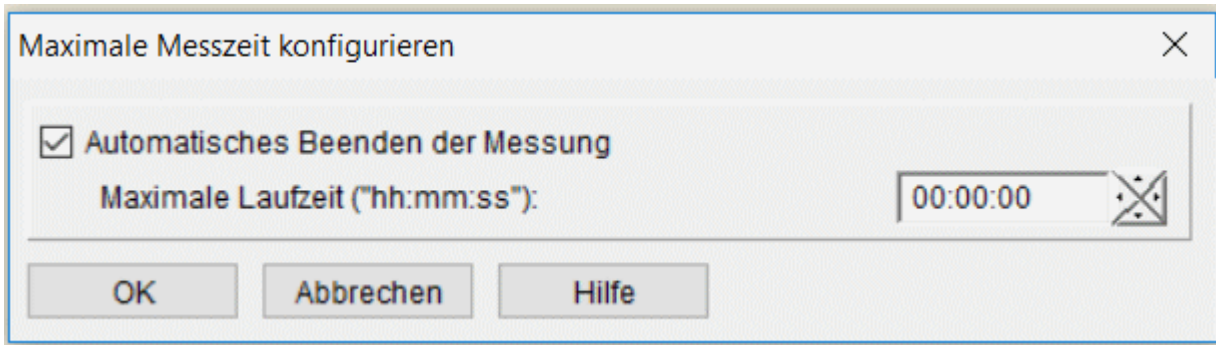 Maximale Messzeit konfigurieren
Automatisches Beenden der Messung
Maximale Laufzeit ("hh:mm:ss"): 00:00:00
OK Abbrechen Hilfe